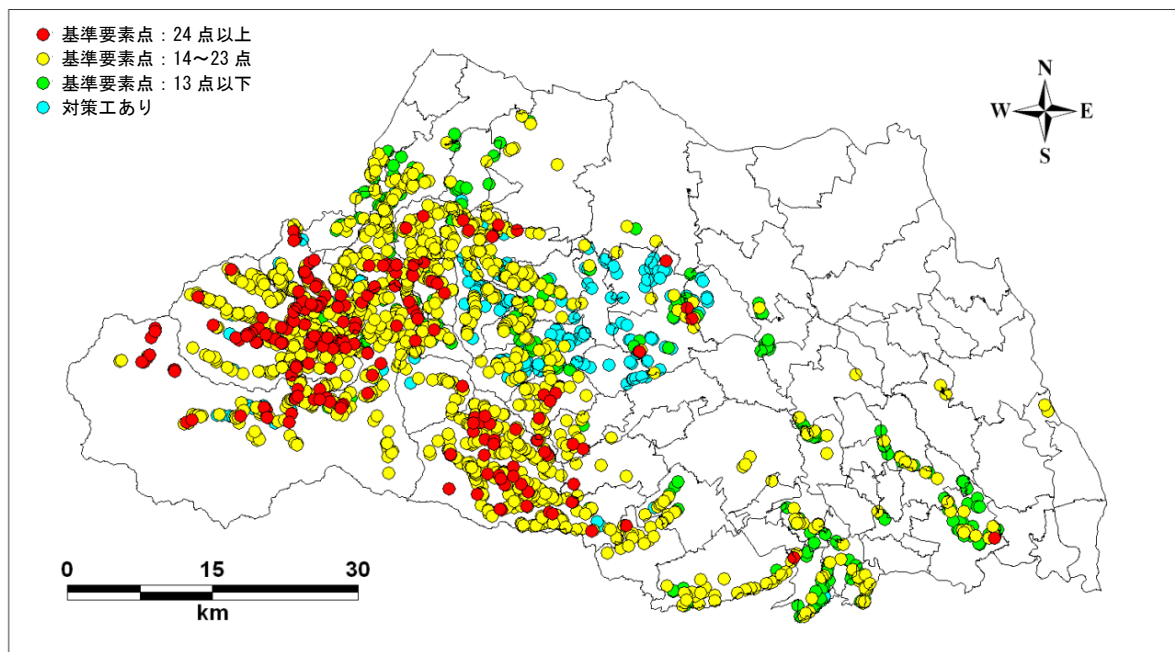 基準要素点：24 点以上
基準要素点：14～23 点
基準要素点：13 点以下
対策工あり
N
W E
S
0 15 30
km